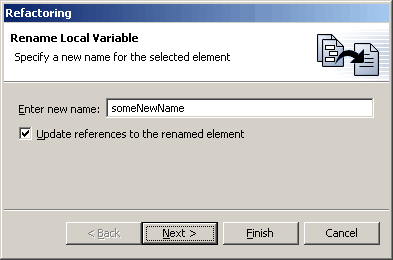 Refactoring
Rename Local Variable
Specify a new name for the selected element
Enter new name: someNewName
Update references to the renamed element
< Back Next > Finish Cancel